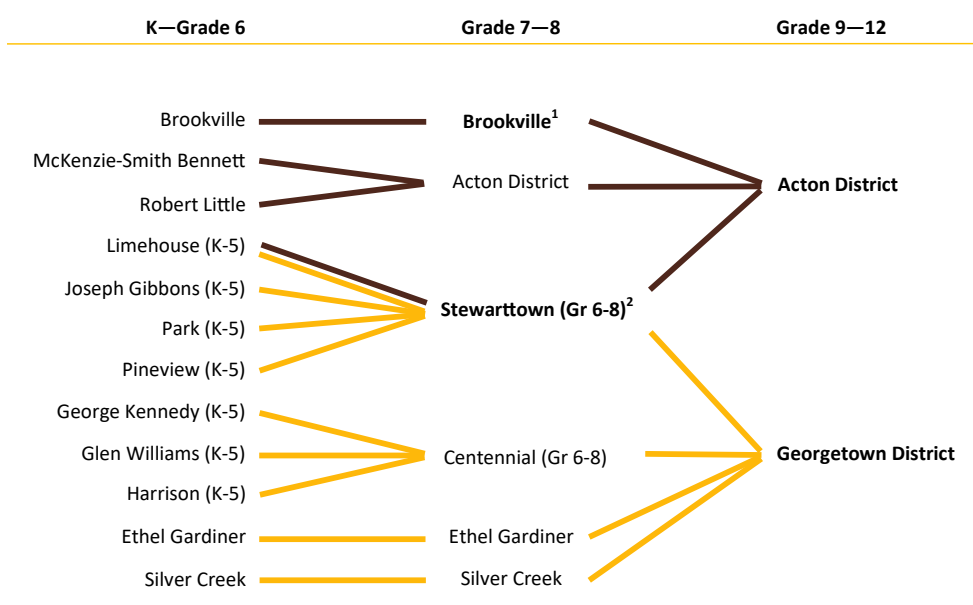 K—Grade 6 Grade 7—8 Grade 9—12
Brookville Brookville¹
McKenzie-Smith Bennett
Acton District Acton District
Robert Little
Limehouse (K-5)
Joseph Gibbons (K-5)
Stewarttown (Gr 6-8)²
Park (K-5)
Pineview (K-5)
George Kennedy (K-5)
Glen Williams (K-5) Centennial (Gr 6-8) Georgetown District
Harrison (K-5)
Ethel Gardiner Ethel Gardiner
Silver Creek Silver Creek